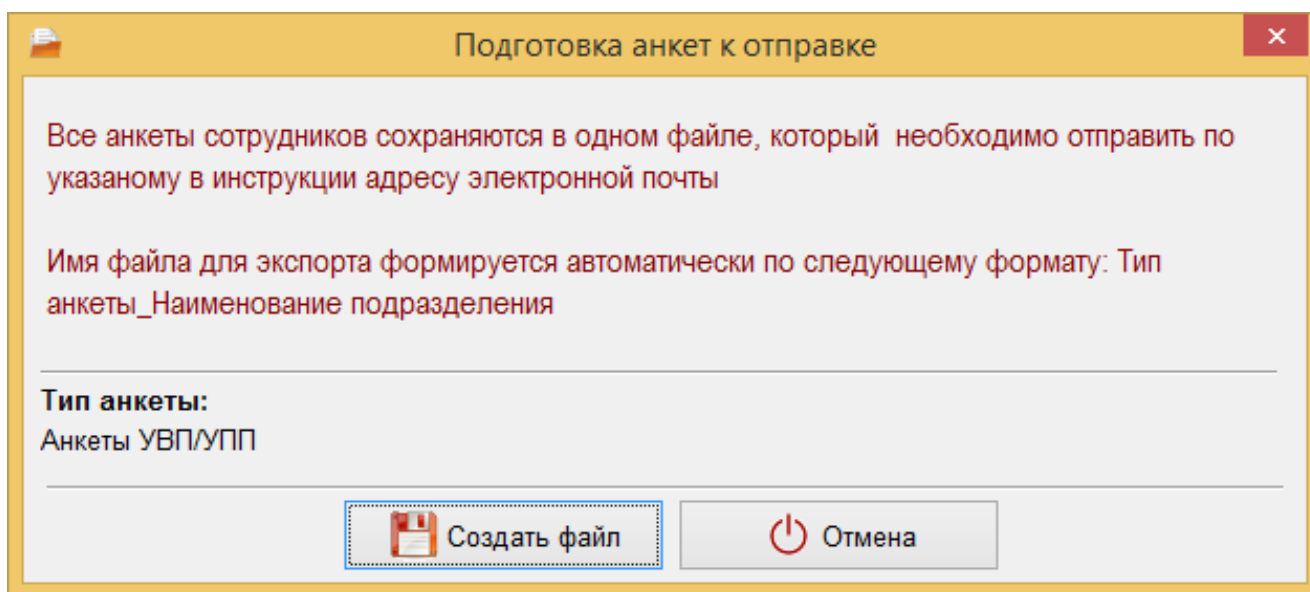 Подготовка анкет к отправке
Все анкеты сотрудников сохраняются в одном файле, который  необходимо отправить по
указаному в инструкции адресу электронной почты
Имя файла для экспорта формируется автоматически по следующему формату: Тип
анкеты_Наименование подразделения
Тип анкеты:
Анкеты УВП/УПП
Создать файл
Отмена